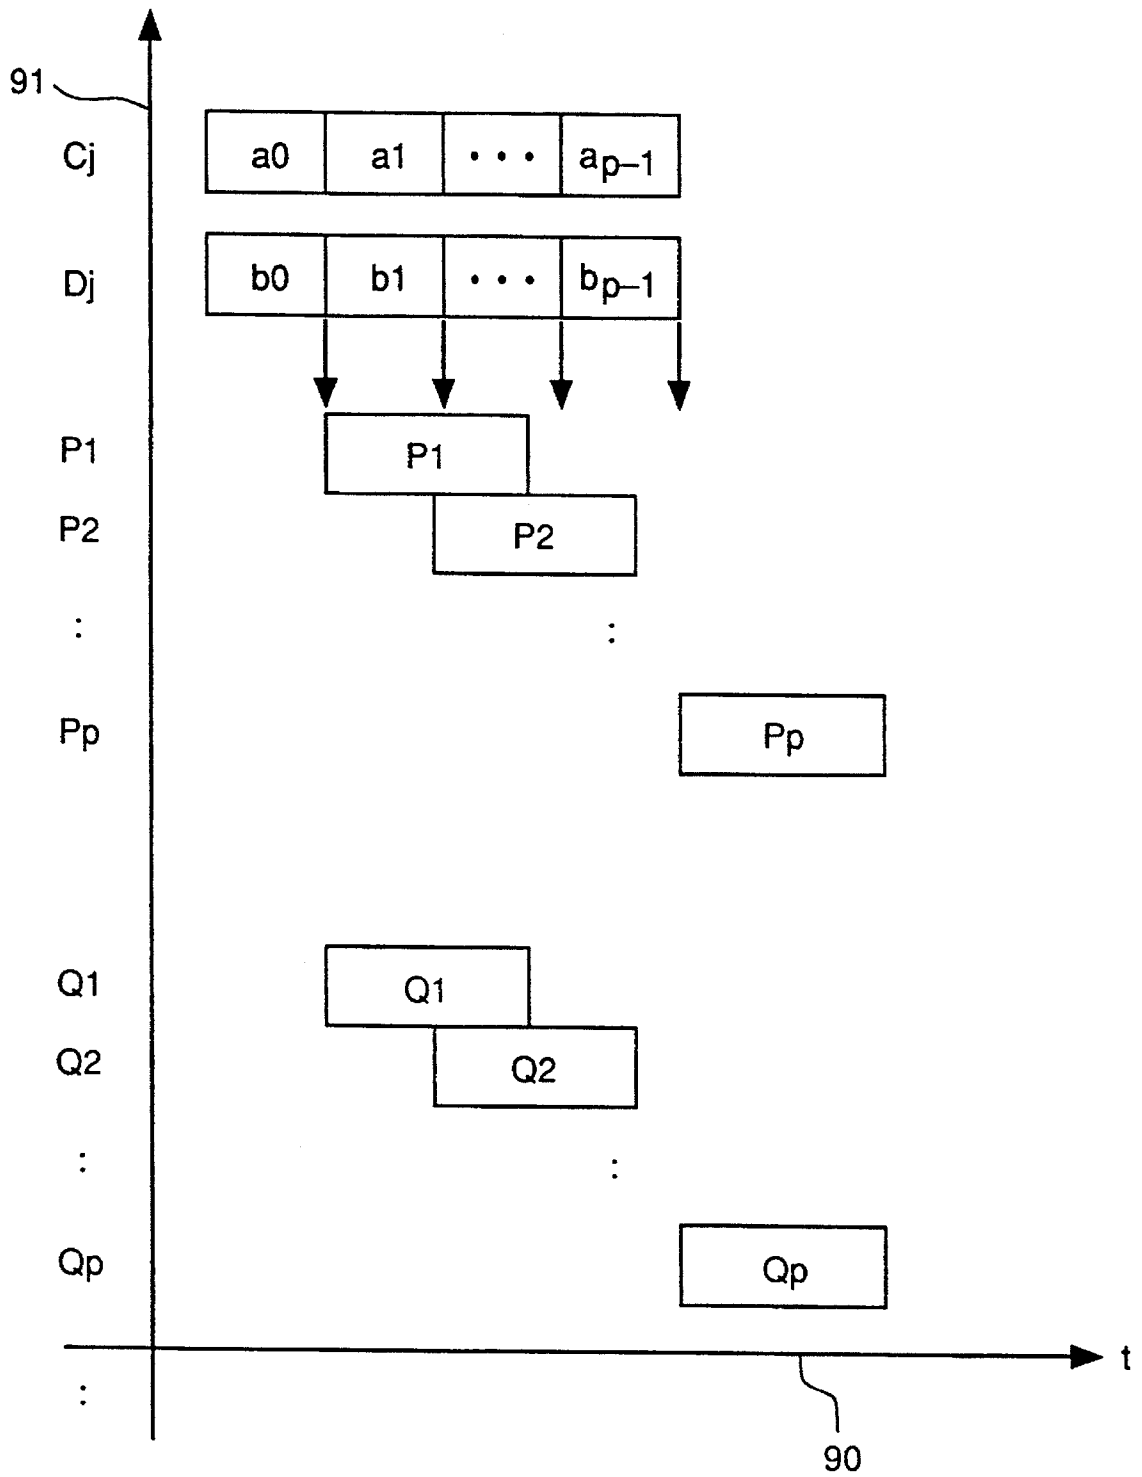 91
Cj a0 a1 • • • ap–1
Dj b0 b1 • • • bp–1
P1 P1
P2 P2
: :
Pp Pp
Q1 Q1
Q2 Q2
: :
Qp Qp
t
:
90